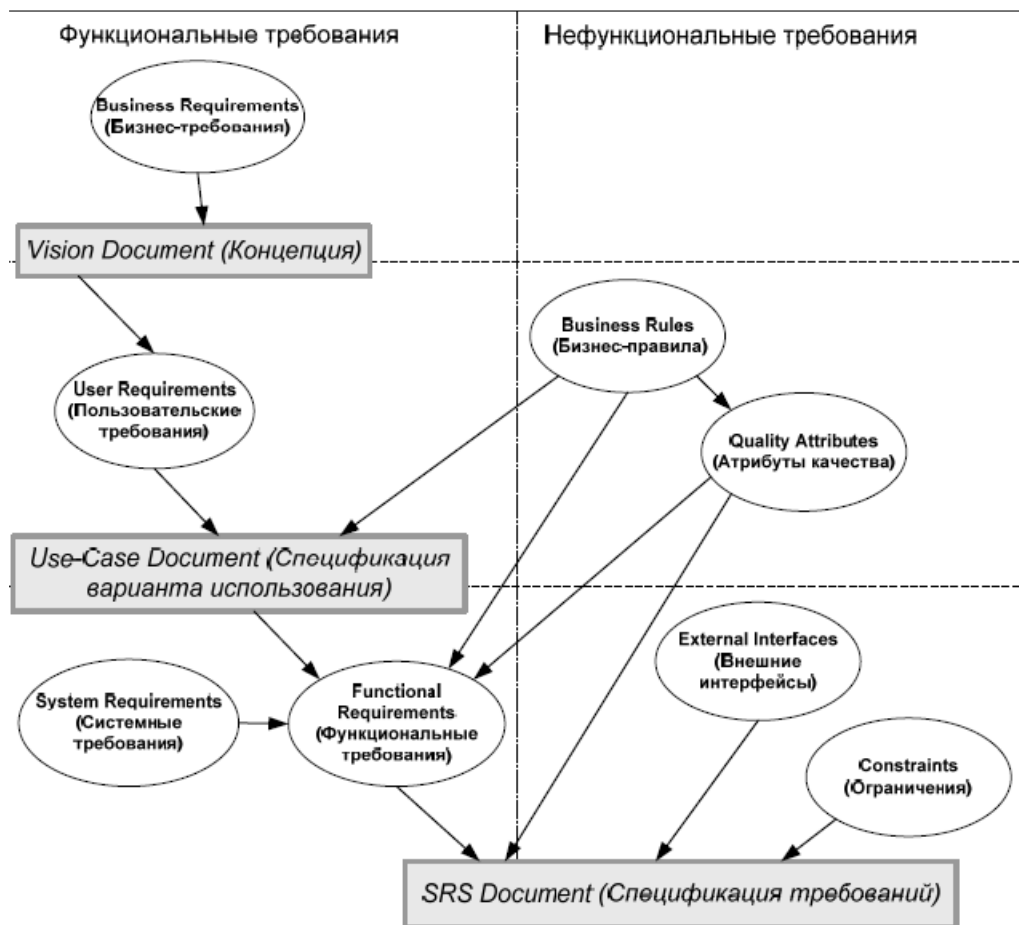 Функциональные требования
Нефункциональные требования
Business Requirements
(Бизнес-требования)
Vision Document (Концепция)
Business Rules
(Бизнес-правила)
User Requirements
(Пользовательские
требования)
Quality Attributes
(Атрибуты качества)
Use-Case Document (Спецификация
варианта использования)
External Interfaces
(Внешние
интерфейсы)
System Requirements
(Системные
требования)
Functional
Requirements
(Функциональные
требования)
Constraints
(Ограничения)
SRS Document (Спецификация требований)